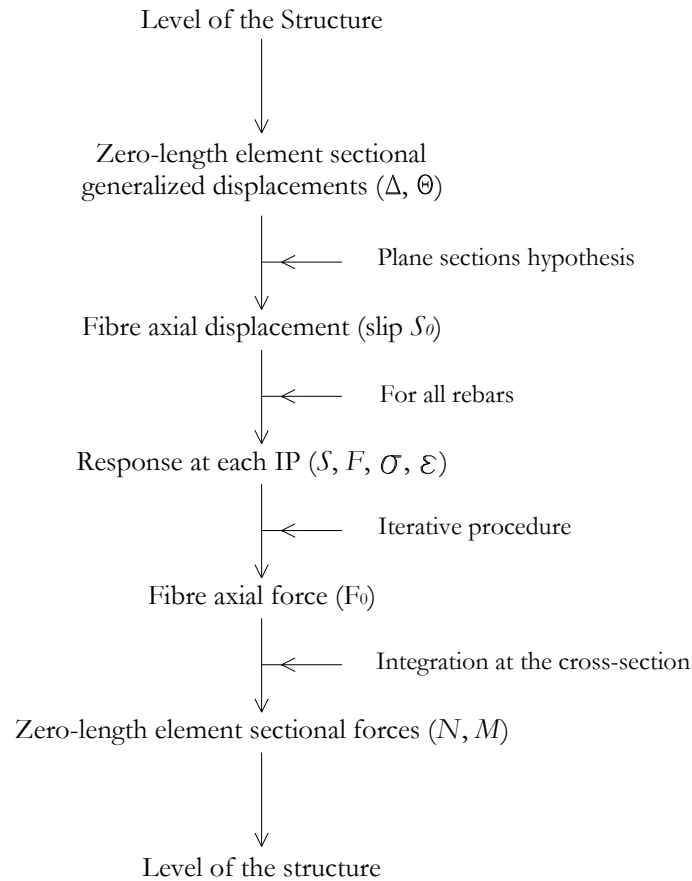 Level of the Structure
Zero-length element sectional
generalized displacements (Δ, Θ)
Plane sections hypothesis
Fibre axial displacement (slip S₀)
For all rebars
Response at each IP (S, F, σ, ε)
Iterative procedure
Fibre axial force (F₀)
Integration at the cross-section
Zero-length element sectional forces (N, M)
Level of the structure